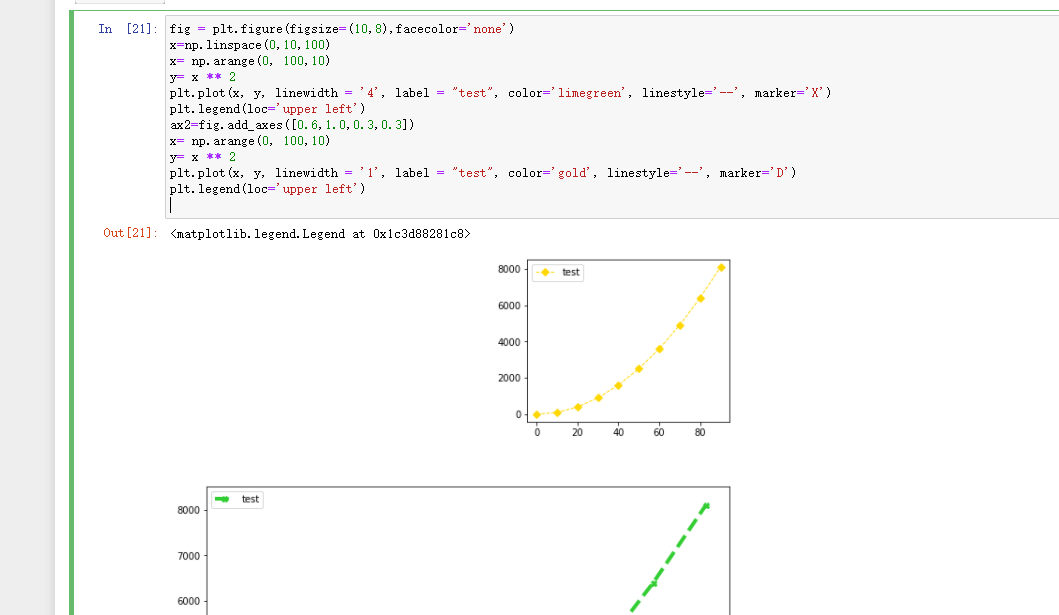 In [21]: fig = plt.figure(figsize=(10,8),facecolor='none')
x=np.linspace(0,10,100)
x= np.arange(0, 100,10)
y= x ** 2
plt.plot(x, y, linewidth = '4', label = "test", color='limegreen', linestyle='--', marker='X')
plt.legend(loc='upper left')
ax2=fig.add_axes([0.6,1.0,0.3,0.3])
x= np.arange(0, 100,10)
y= x ** 2
plt.plot(x, y, linewidth = '1', label = "test", color='gold', linestyle='--', marker='D')
plt.legend(loc='upper left')
Out[21]: <matplotlib.legend.Legend at 0x1c3d88281c8>
8000
test
6000
4000
2000
0
0 20 40 60 80
test
8000
7000
6000